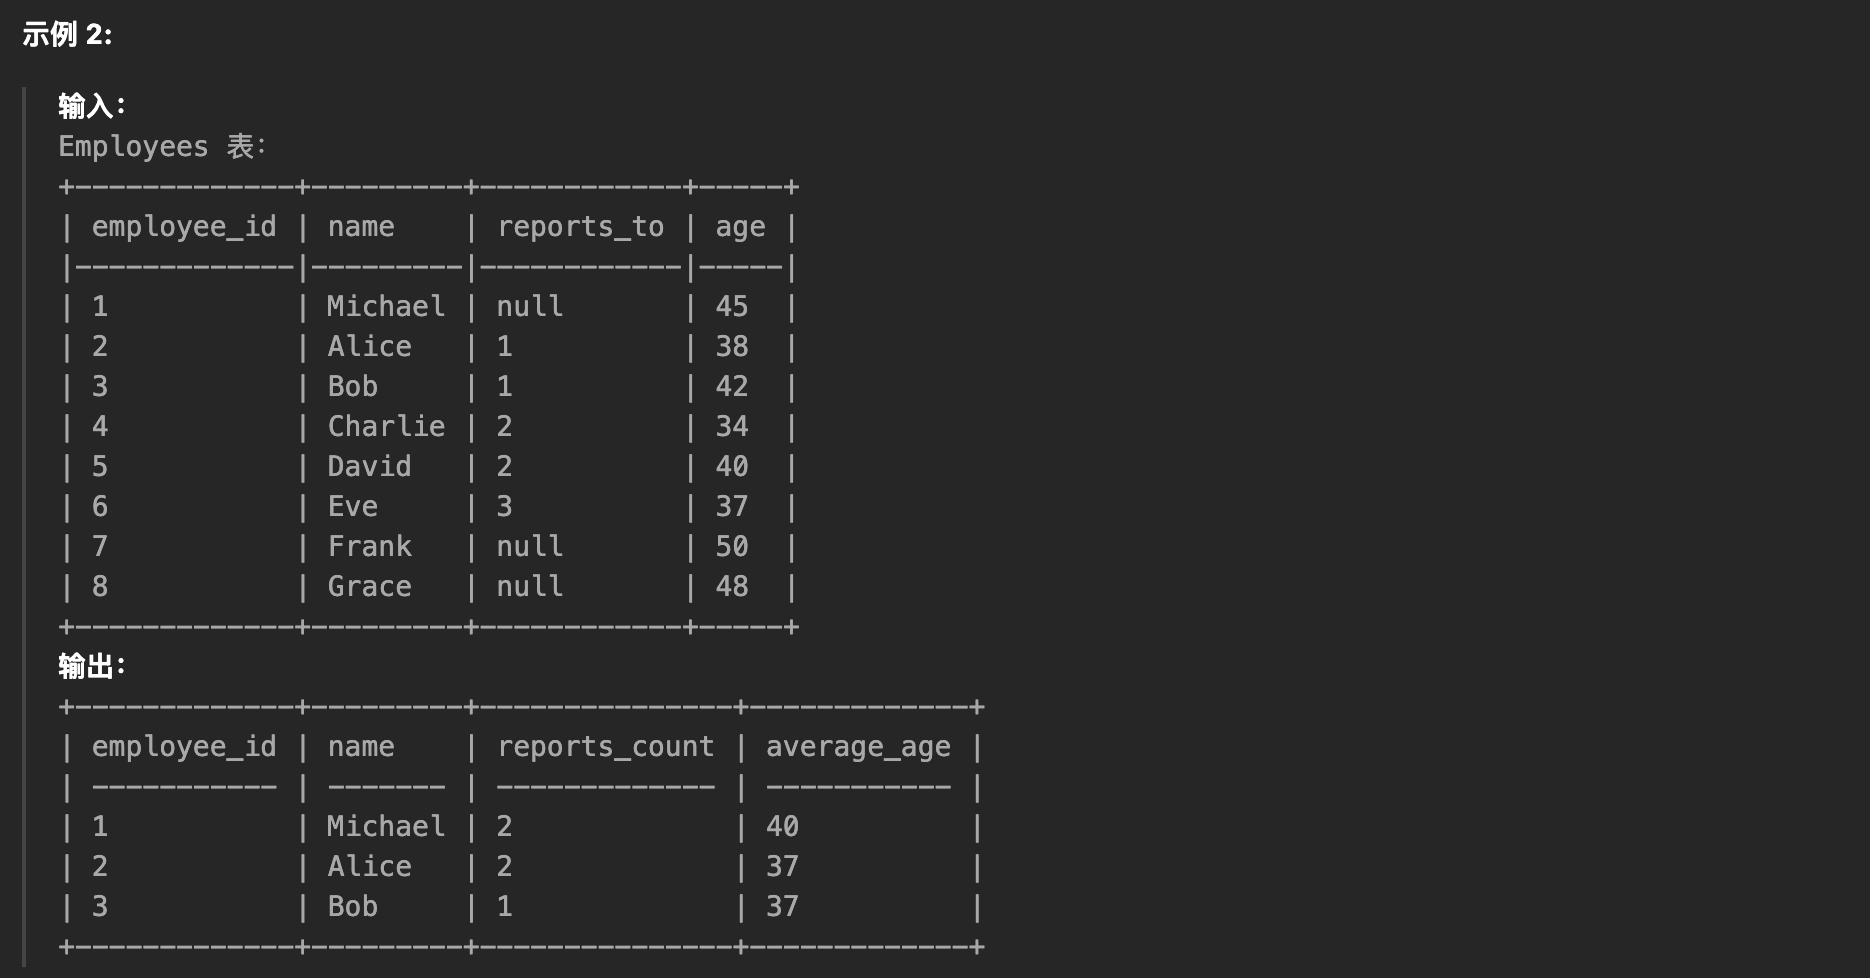 示例 2:
输入：
Employees 表：
+-------------+---------+------------+-----+
| employee_id | name    | reports_to | age |
|-------------|---------|------------|-----|
| 1           | Michael | null       | 45  |
| 2           | Alice   | 1          | 38  |
| 3           | Bob     | 1          | 42  |
| 4           | Charlie | 2          | 34  |
| 5           | David   | 2          | 40  |
| 6           | Eve     | 3          | 37  |
| 7           | Frank   | null       | 50  |
| 8           | Grace   | null       | 48  |
+-------------+---------+------------+-----+
输出：
+-------------+---------+---------------+-------------+
| employee_id | name    | reports_count | average_age |
| ----------- | ------- | ------------- | ----------- |
| 1           | Michael | 2             | 40          |
| 2           | Alice   | 2             | 37          |
| 3           | Bob     | 1             | 37          |
+-------------+---------+---------------+-------------+